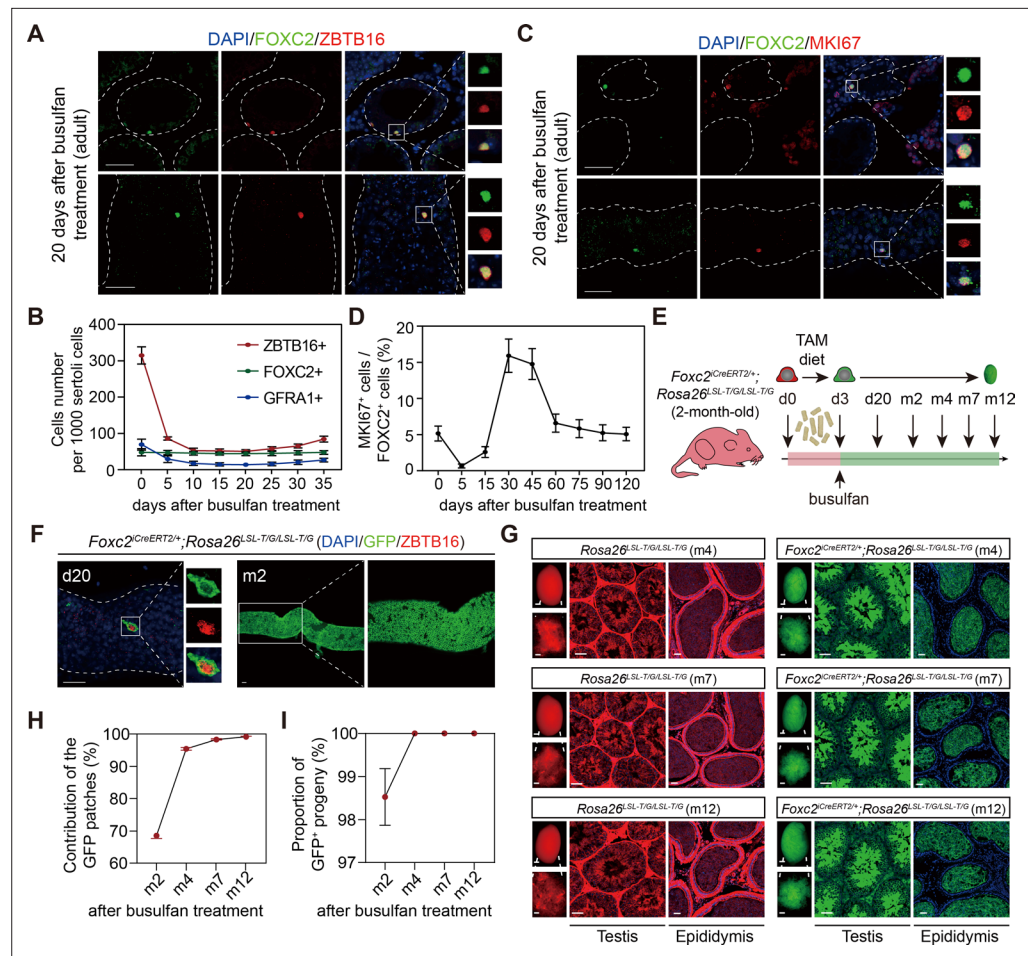 A
DAPI/FOXC2/ZBTB16
20 days after busulfan
treatment (adult)
C
DAPI/FOXC2/MKI67
20 days after busulfan
treatment (adult)
B
Cells number
per 1000 sertoli cells
400
300
200
100
0
ZBTB16+
FOXC2+
GFRA1+
0 5 10 15 20 25 30 35
days after busulfan treatment
D
MKI67+ cells /
FOXC2+ cells (%)
20
15
10
5
0
0 5 15 30 45 60 75 90 120
days after busulfan treatment
E
TAM
diet
Foxc2iCreERT2/+;
Rosa26LSL-T/G/LSL-T/G
(2-month-old)
d0 d3 d20 m2 m4 m7 m12
busulfan
F
Foxc2iCreERT2/+;Rosa26LSL-T/G/LSL-T/G (DAPI/GFP/ZBTB16)
d20
m2
G
Rosa26LSL-T/G/LSL-T/G (m4)
Foxc2iCreERT2/+;Rosa26LSL-T/G/LSL-T/G (m4)
Rosa26LSL-T/G/LSL-T/G (m7)
Foxc2iCreERT2/+;Rosa26LSL-T/G/LSL-T/G (m7)
Rosa26LSL-T/G/LSL-T/G (m12)
Foxc2iCreERT2/+;Rosa26LSL-T/G/LSL-T/G (m12)
Testis Epididymis Testis Epididymis
H
Contribution of the
GFP patches (%)
100
90
80
70
60
m2 m4 m7 m12
after busulfan treatment
I
Proportion of
GFP+ progeny (%)
100
99
98
97
m2 m4 m7 m12
after busulfan treatment